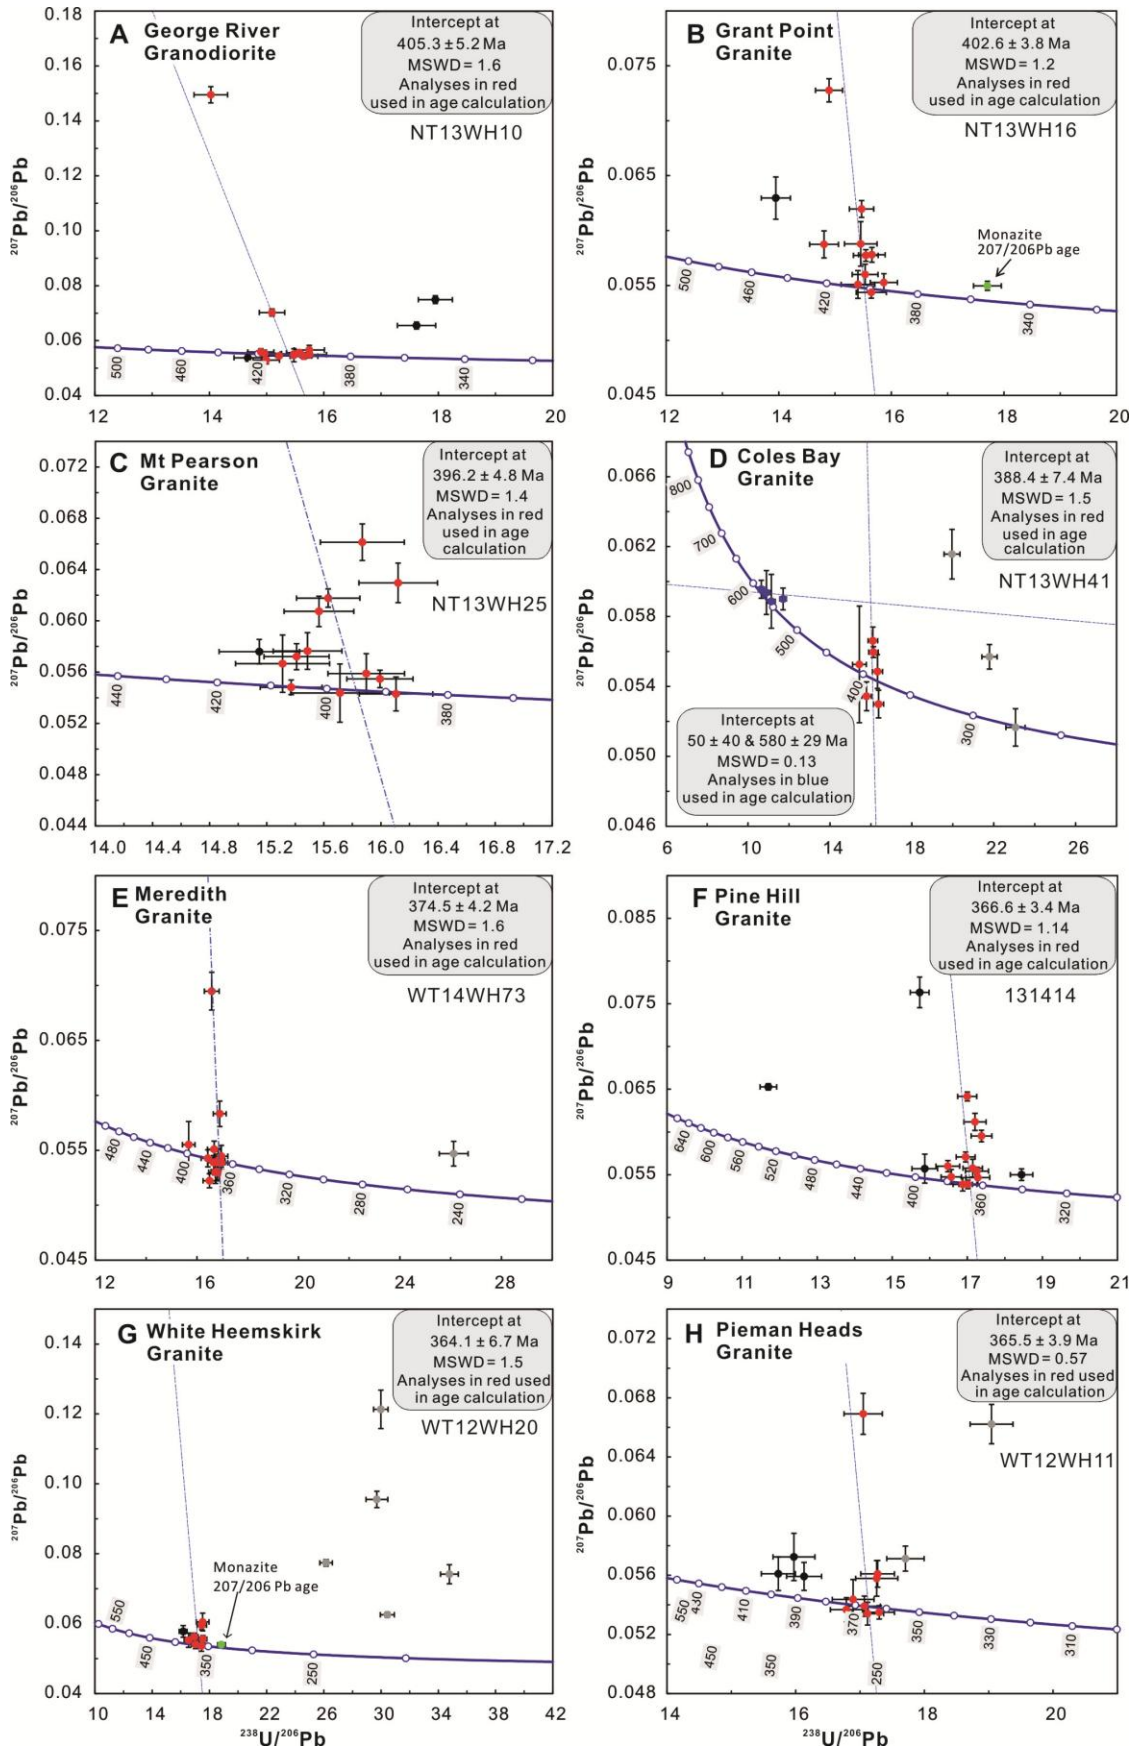 A George River
Granodiorite
Intercept at
405.3 ± 5.2 Ma
MSWD = 1.6
Analyses in red
used in age calculation
NT13WH10
207Pb/206Pb
0.18
0.16
0.14
0.12
0.10
0.08
0.06
0.04
500
460
420
380
340
12
14
16
18
20
B Grant Point
Granite
Intercept at
402.6 ± 3.8 Ma
MSWD = 1.2
Analyses in red
used in age calculation
NT13WH16
Monazite
207/206Pb age
207Pb/206Pb
0.075
0.065
0.055
0.045
500
460
420
380
340
12
14
16
18
20
C Mt Pearson
Granite
Intercept at
396.2 ± 4.8 Ma
MSWD = 1.4
Analyses in red
used in age
calculation
NT13WH25
207Pb/206Pb
0.072
0.068
0.064
0.060
0.056
0.052
0.048
0.044
440
420
400
380
14.0
14.4
14.8
15.2
15.6
16.0
16.4
16.8
17.2
D Coles Bay
Granite
Intercept at
388.4 ± 7.4 Ma
MSWD = 1.5
Analyses in red
used in age
calculation
NT13WH41
Intercepts at
50 ± 40 & 580 ± 29 Ma
MSWD = 0.13
Analyses in blue
used in age calculation
207Pb/206Pb
0.066
0.062
0.058
0.054
0.050
0.046
800
700
600
500
400
300
6
10
14
18
22
26
E Meredith
Granite
Intercept at
374.5 ± 4.2 Ma
MSWD = 1.6
Analyses in red
used in age calculation
WT14WH73
207Pb/206Pb
0.075
0.065
0.055
0.045
480
440
400
360
320
280
240
12
16
20
24
28
F Pine Hill
Granite
Intercept at
366.6 ± 3.4 Ma
MSWD = 1.14
Analyses in red
used in age calculation
131414
207Pb/206Pb
0.085
0.075
0.065
0.055
0.045
640
600
560
520
480
440
400
360
320
9
11
13
15
17
19
21
G White Heemskirk
Granite
Intercept at
364.1 ± 6.7 Ma
MSWD = 1.5
Analyses in red used
in age calculation
WT12WH20
Monazite
207/206 Pb age
207Pb/206Pb
0.14
0.12
0.10
0.08
0.06
0.04
550
450
350
250
10
14
18
22
26
30
34
38
42
238U/206Pb
H Pieman Heads
Granite
Intercept at
365.5 ± 3.9 Ma
MSWD = 0.57
Analyses in red used
in age calculation
WT12WH11
207Pb/206Pb
0.072
0.068
0.064
0.060
0.056
0.052
0.048
550
430
410
390
370
350
330
310
450
350
250
14
16
18
20
238U/206Pb